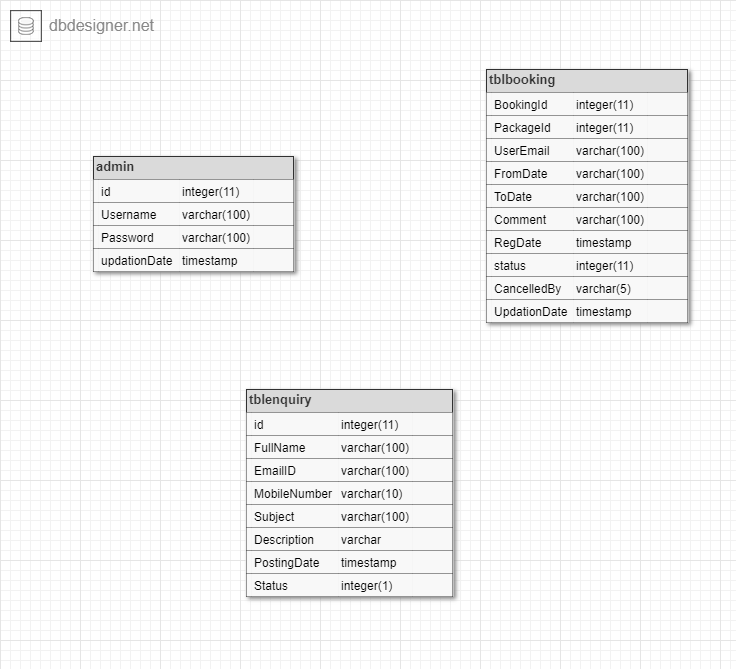 dbdesigner.net
tblbooking
BookingId integer(11)
PackageId integer(11)
UserEmail varchar(100)
FromDate varchar(100)
ToDate varchar(100)
Comment varchar(100)
RegDate timestamp
status integer(11)
CancelledBy varchar(5)
UpdationDate timestamp
admin
id integer(11)
Username varchar(100)
Password varchar(100)
updationDate timestamp
tblenquiry
id integer(11)
FullName varchar(100)
EmailID varchar(100)
MobileNumber varchar(10)
Subject varchar(100)
Description varchar
PostingDate timestamp
Status integer(1)